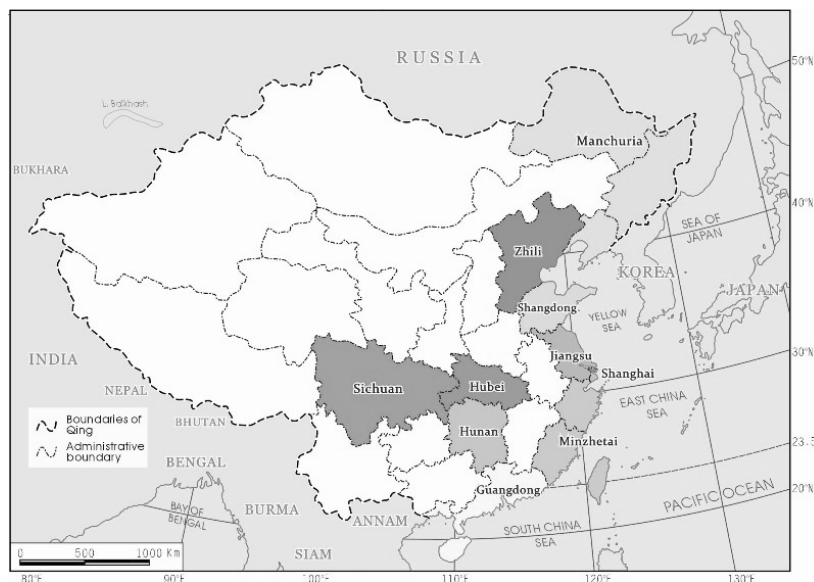 RUSSIA
50°N
L. Balkhash
Manchuria
BUKHARA
80°
40°N
SEA OF
JAPAN
Zhili
KOREA
JAPAN
Shangdong
YELLOW
SEA
30°N
INDIA
Jiangsu
Shanghai
Sichuan
Hubei
NEPAL
EAST CHINA
SEA
Boundaries of
Qing
BHUTAN
Hunan
Minzhetai
23.5
Administrative
boundary
BENGAL
Guangdong
20°N
BURMA
ANNAM
PACIFIC OCEAN
BAY OF
BENGAL
SOUTH CHINA
SEA
0 500 1000 Km
SIAM
80°E
90°E
100°E
110°E
120°E
130°E